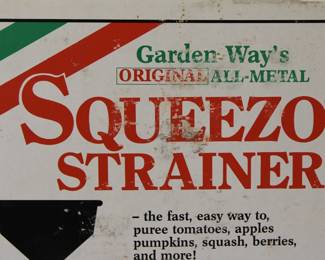 Garden Way's
ORIGINAL ALL-METAL
SQUEEZO
STRAINER
– the fast, easy way to,
puree tomatoes, apples
pumpkins, squash, berries,
and more!